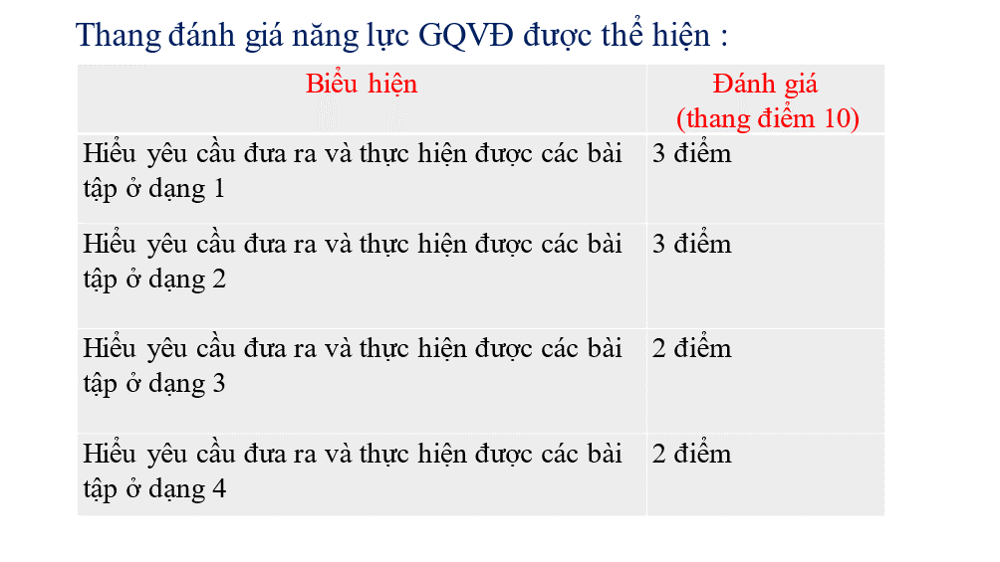 Thang đánh giá năng lực GQVĐ được thể hiện :
Biểu hiện
Đánh giá
(thang điểm 10)
Hiểu yêu cầu đưa ra và thực hiện được các bài
tập ở dạng 1
3 điểm
Hiểu yêu cầu đưa ra và thực hiện được các bài
tập ở dạng 2
3 điểm
Hiểu yêu cầu đưa ra và thực hiện được các bài
tập ở dạng 3
2 điểm
Hiểu yêu cầu đưa ra và thực hiện được các bài
tập ở dạng 4
2 điểm